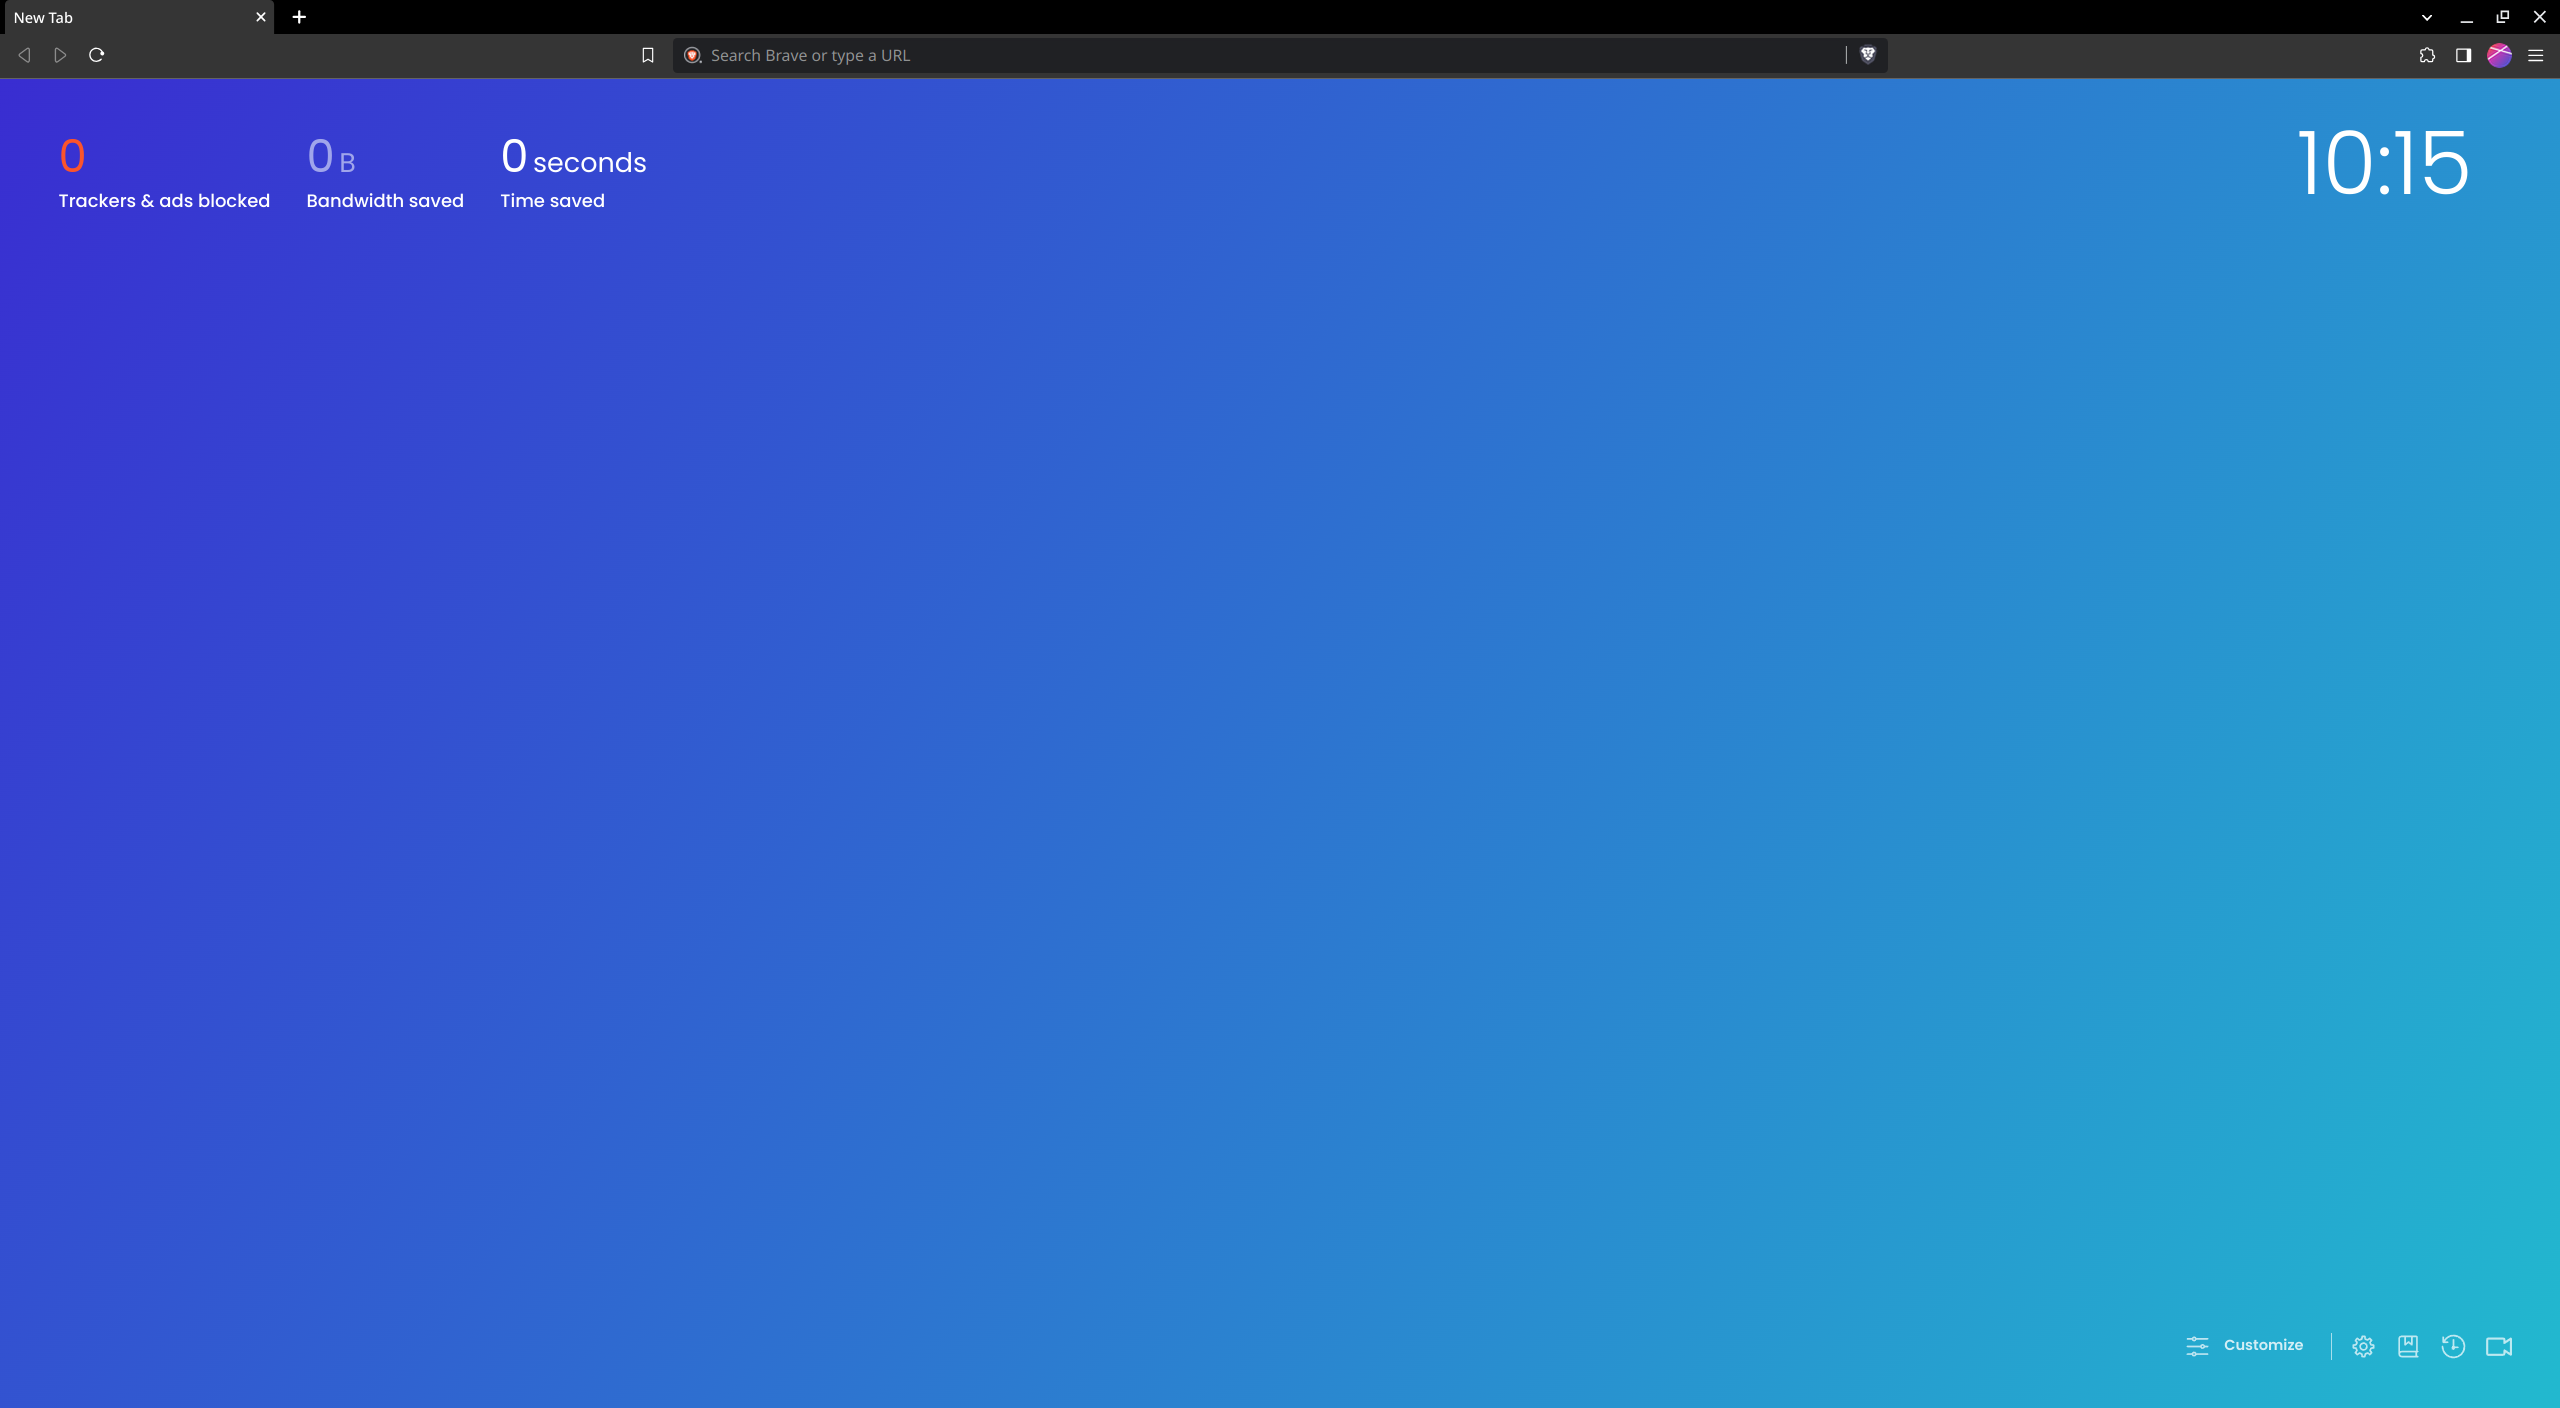 New Tab
Search Brave or type a URL
0
0 B
0 seconds
Trackers & ads blocked
Bandwidth saved
Time saved
10:15
Customize